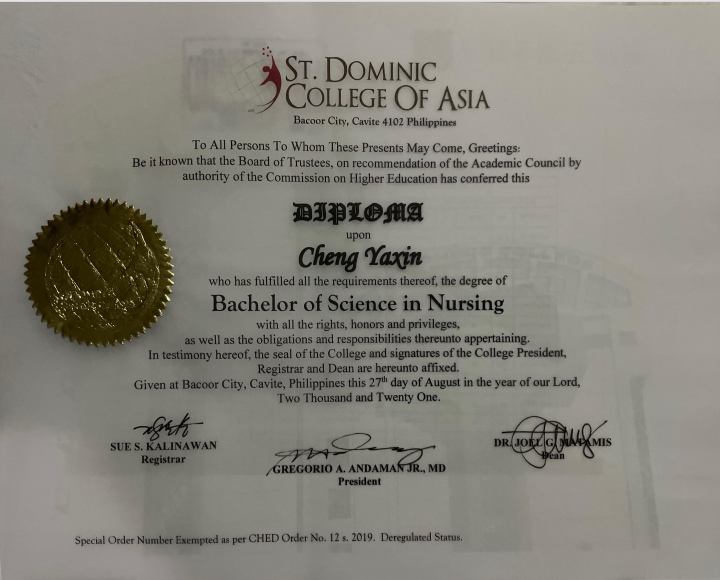 ST. DOMINIC
COLLEGE OF ASIA
Bacoor City, Cavite 4102 Philippines
To All Persons To Whom These Presents May Come, Greetings:
Be it known that the Board of Trustees, on recommendation of the Academic Council by
authority of the Commission on Higher Education has conferred this
DIPLOMA
upon
Cheng Yaxin
who has fulfilled all the requirements thereof, the degree of
Bachelor of Science in Nursing
with all the rights, honors and privileges,
as well as the obligations and responsibilities thereunto appertaining.
In testimony hereof, the seal of the College and signatures of the College President,
Registrar and Dean are hereunto affixed.
Given at Bacoor City, Cavite, Philippines this 27th day of August in the year of our Lord,
Two Thousand and Twenty One.
SUE S. KALINAWAN
Registrar
GREGORIO A. ANDAMAN JR., MD
President
DR. JOEL G. MATAMIS
Dean
Special Order Number Exempted as per CHED Order No. 12 s. 2019. Deregulated Status.